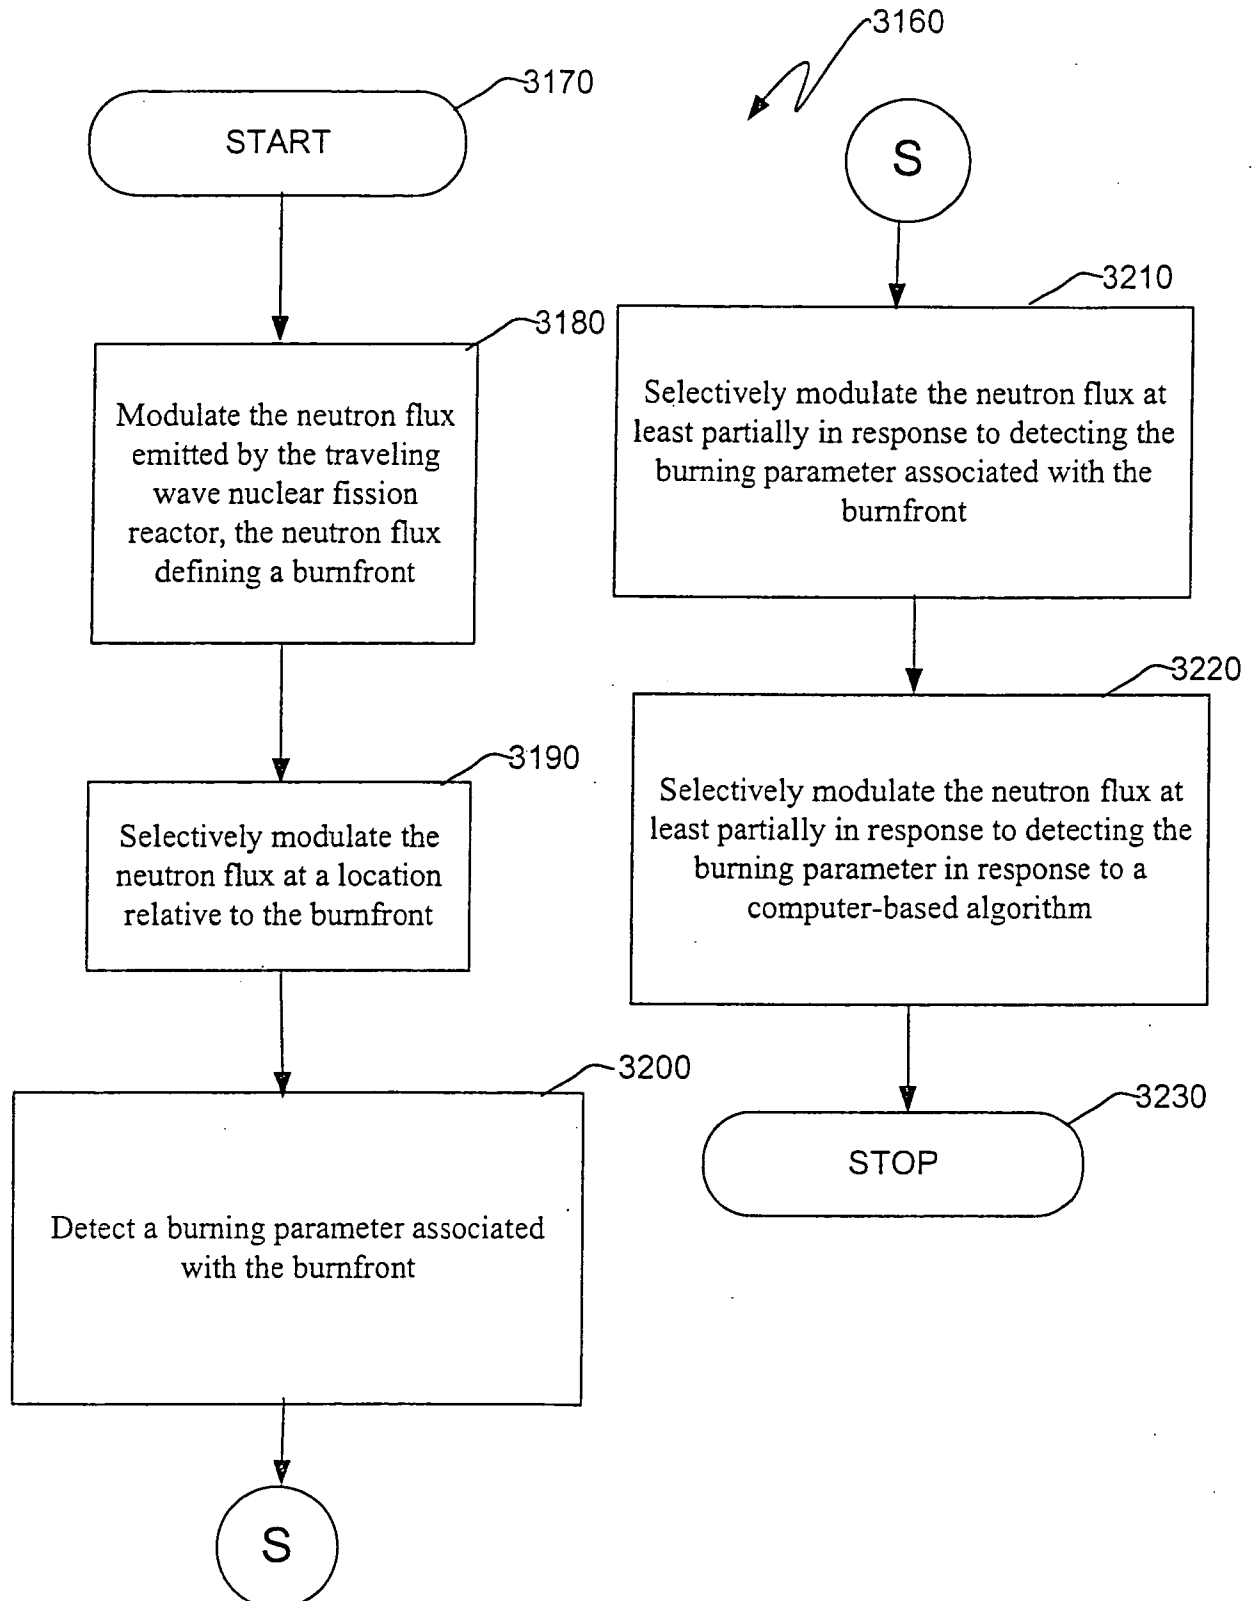 3170
START
3180
Modulate the neutron flux
emitted by the traveling
wave nuclear fission
reactor, the neutron flux
defining a burnfront
3190
Selectively modulate the
neutron flux at a location
relative to the burnfront
3200
Detect a burning parameter associated
with the burnfront
S
3160
S
3210
Selectively modulate the neutron flux at
least partially in response to detecting the
burning parameter associated with the
burnfront
3220
Selectively modulate the neutron flux at
least partially in response to detecting the
burning parameter in response to a
computer-based algorithm
3230
STOP